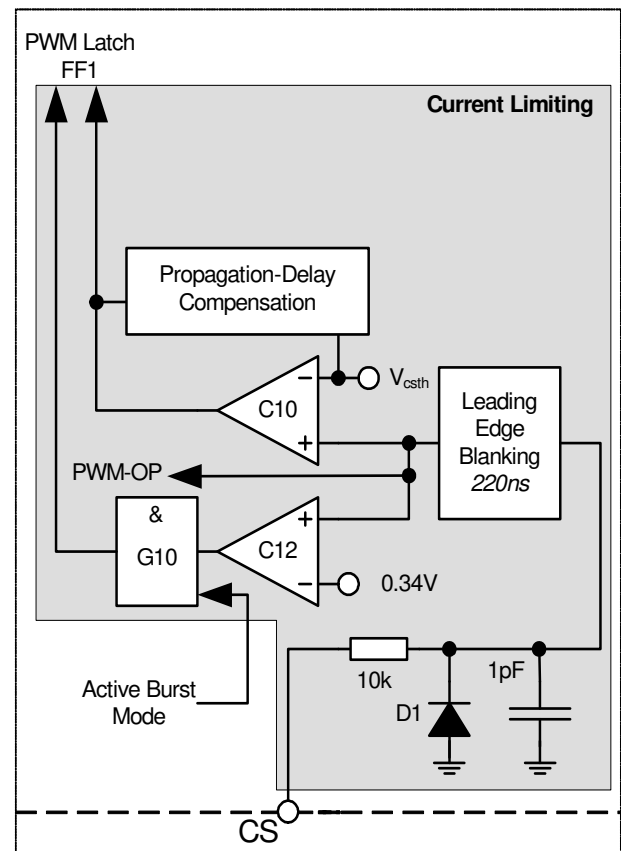 PWM Latch
FF1
Current Limiting
Propagation-Delay
Compensation
Vcsth
C10
Leading
Edge
Blanking
220ns
PWM-OP
&
G10
C12
0.34V
10k
1pF
D1
Active Burst
Mode
CS